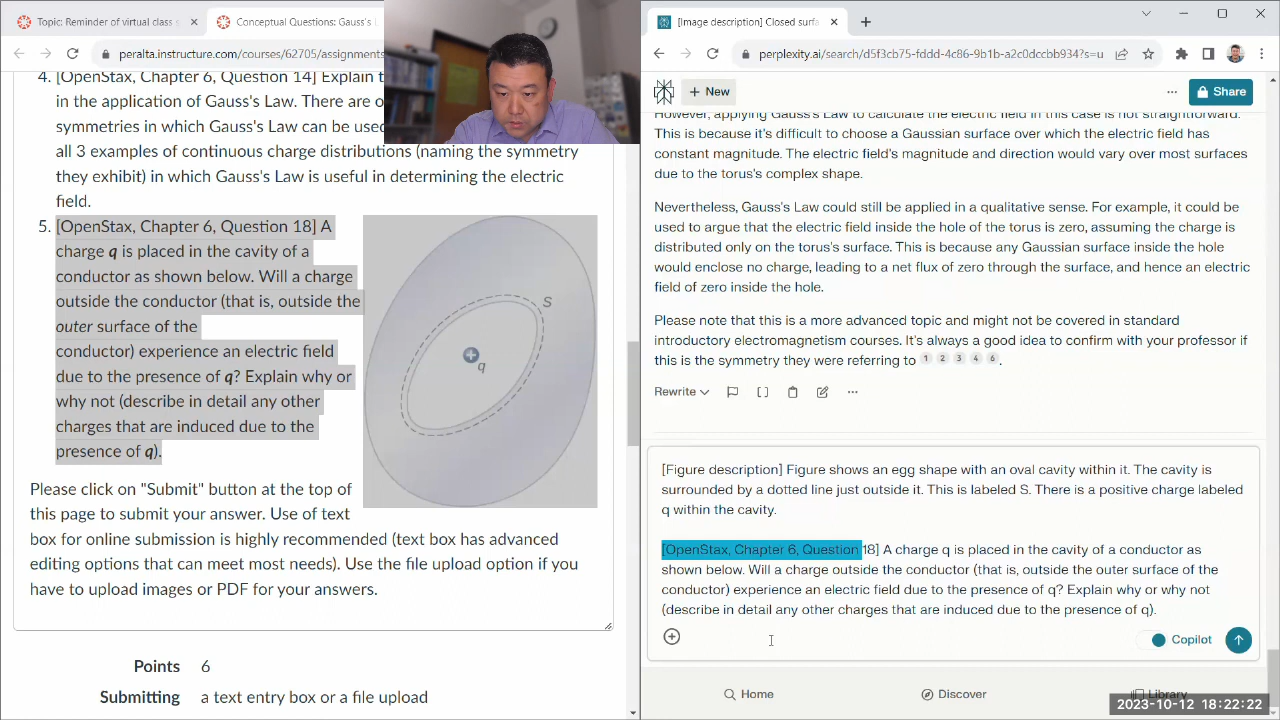 Topic: Reminder of virtual class s
Conceptual Questions: Gauss's L
peralta.instructure.com/courses/62705/assignments
4. [OpenStax, Chapter 6, Question 14] Explain t
in the application of Gauss's Law. There are o
symmetries in which Gauss's Law can be used
all 3 examples of continuous charge distributions (naming the symmetry
they exhibit) in which Gauss's Law is useful in determining the electric
field.
5. [OpenStax, Chapter 6, Question 18] A
charge q is placed in the cavity of a
conductor as shown below. Will a charge
outside the conductor (that is, outside the
outer surface of the
conductor) experience an electric field
due to the presence of q? Explain why or
why not (describe in detail any other
charges that are induced due to the
presence of q).
S
q
Please click on "Submit" button at the top of
this page to submit your answer. Use of text
box for online submission is highly recommended (text box has advanced
editing options that can meet most needs). Use the file upload option if you
have to upload images or PDF for your answers.
Points 6
Submitting a text entry box or a file upload
[Image description] Closed surfa
perplexity.ai/search/d5f3cb75-fddd-4c86-9b1b-a2c0dccbb934?s=u
New
Share
However, applying Gauss's Law to calculate the electric field in this case is not straightforward.
This is because it's difficult to choose a Gaussian surface over which the electric field has
constant magnitude. The electric field's magnitude and direction would vary over most surfaces
due to the torus's complex shape.
Nevertheless, Gauss's Law could still be applied in a qualitative sense. For example, it could be
used to argue that the electric field inside the hole of the torus is zero, assuming the charge is
distributed only on the torus's surface. This is because any Gaussian surface inside the hole
would enclose no charge, leading to a net flux of zero through the surface, and hence an electric
field of zero inside the hole.
Please note that this is a more advanced topic and might not be covered in standard
introductory electromagnetism courses. It's always a good idea to confirm with your professor if
this is the symmetry they were referring to 1 2 3 4 6 .
Rewrite
[Figure description] Figure shows an egg shape with an oval cavity within it. The cavity is
surrounded by a dotted line just outside it. This is labeled S. There is a positive charge labeled
q within the cavity.
[OpenStax, Chapter 6, Question 18] A charge q is placed in the cavity of a conductor as
shown below. Will a charge outside the conductor (that is, outside the outer surface of the
conductor) experience an electric field due to the presence of q? Explain why or why not
(describe in detail any other charges that are induced due to the presence of q).
Copilot
Home
Discover
Library
2023-10-12 18:22:22